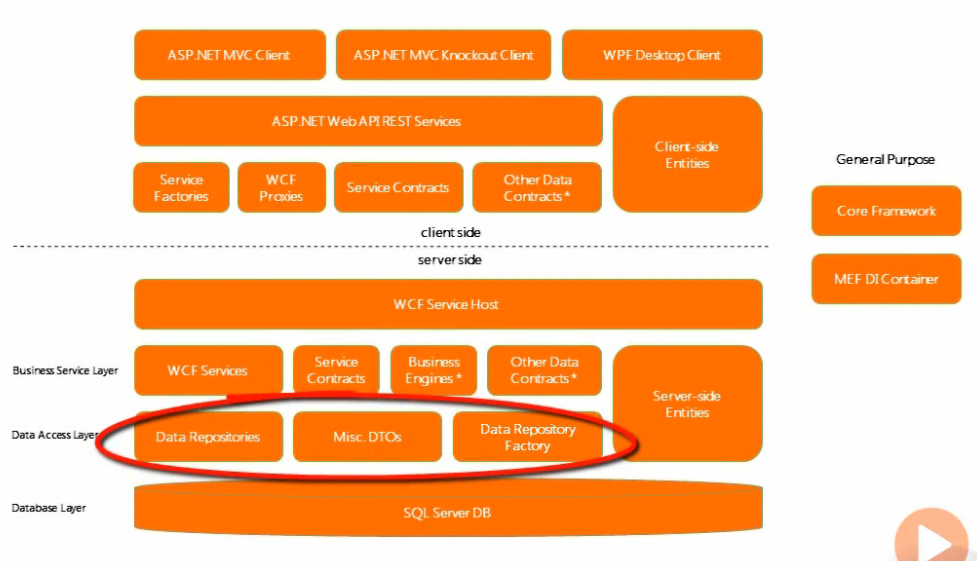 ASP.NET MVC Client
ASP.NET MVC Knockout Client
WPF Desktop Client
ASP.NET Web API REST Services
Client-side
Entities
Service
Factories
WCF
Proxies
Service Contracts
Other Data
Contracts *
General Purpose
Core Framework
MEF DI Container
client side
server side
WCF Service Host
Business Service Layer
WCF Services
Service
Contracts
Business
Engines *
Other Data
Contracts *
Server-side
Entities
Data Access Layer
Data Repositories
Misc. DTOs
Data Repository
Factory
Database Layer
SQL Server DB